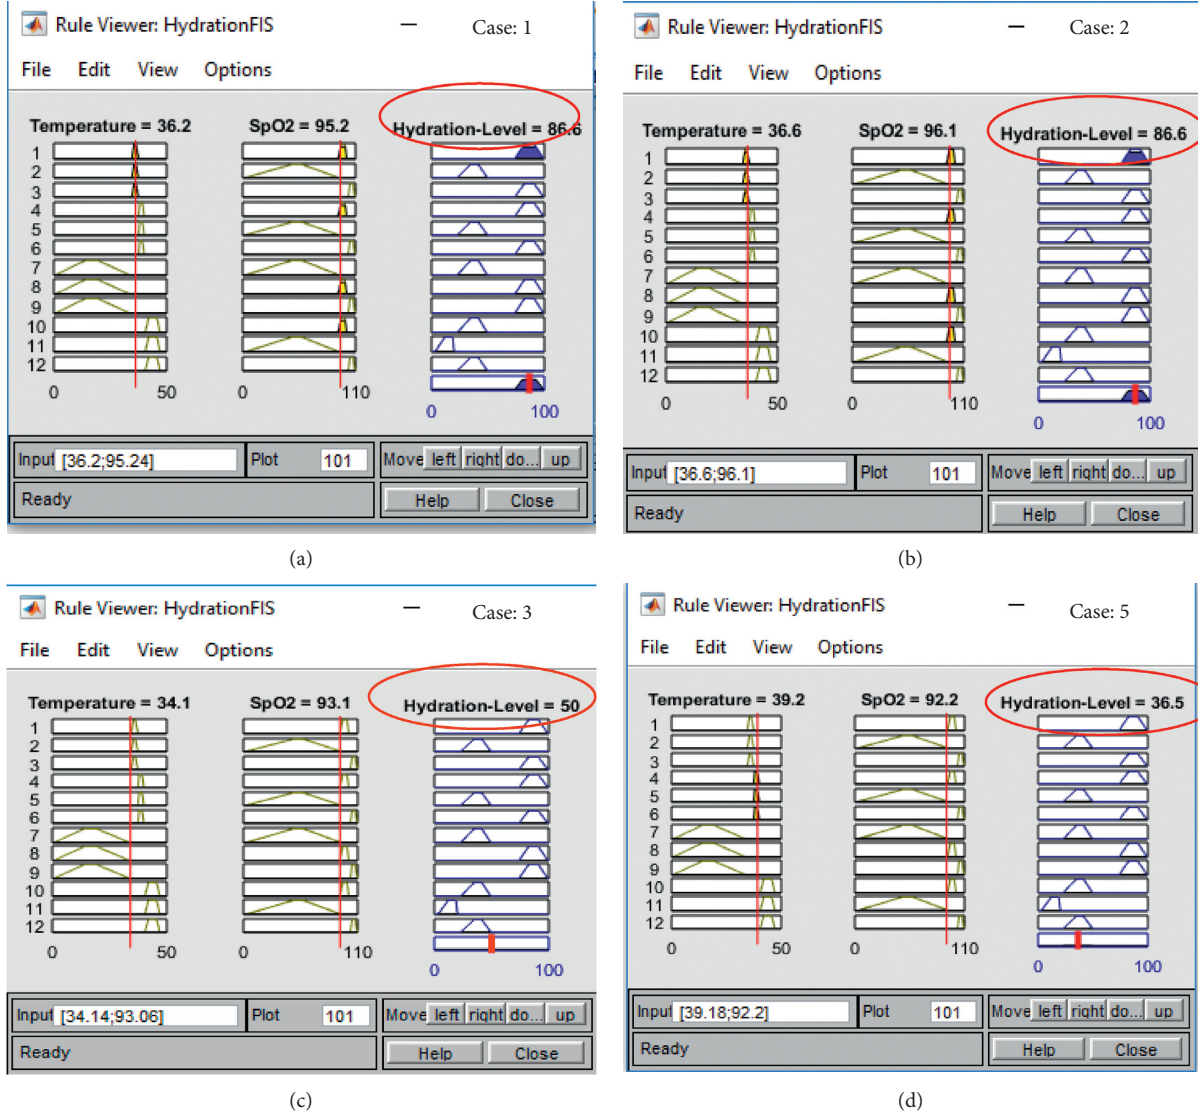 Rule Viewer: HydrationFIS — Case: 1
File Edit View Options
Temperature = 36.2 SpO2 = 95.2 Hydration-Level = 86.6
1
2
3
4
5
6
7
8
9
10
11
12
0 50 0 110
0 100
Input [36.2;95.24] Plot 101 Move left right do... up
Ready Help Close
(a)
Rule Viewer: HydrationFIS — Case: 2
File Edit View Options
Temperature = 36.6 SpO2 = 96.1 Hydration-Level = 86.6
1
2
3
4
5
6
7
8
9
10
11
12
0 50 0 110
0 100
Input [36.6;96.1] Plot 101 Move left right do... up
Ready Help Close
(b)
Rule Viewer: HydrationFIS — Case: 3
File Edit View Options
Temperature = 34.1 SpO2 = 93.1 Hydration-Level = 50
1
2
3
4
5
6
7
8
9
10
11
12
0 50 0 110
0 100
Input [34.14;93.06] Plot 101 Move left right do... up
Ready Help Close
(c)
Rule Viewer: HydrationFIS — Case: 5
File Edit View Options
Temperature = 39.2 SpO2 = 92.2 Hydration-Level = 36.5
1
2
3
4
5
6
7
8
9
10
11
12
0 50 0 110
0 100
Input [39.18;92.2] Plot 101 Move left right do... up
Ready Help Close
(d)